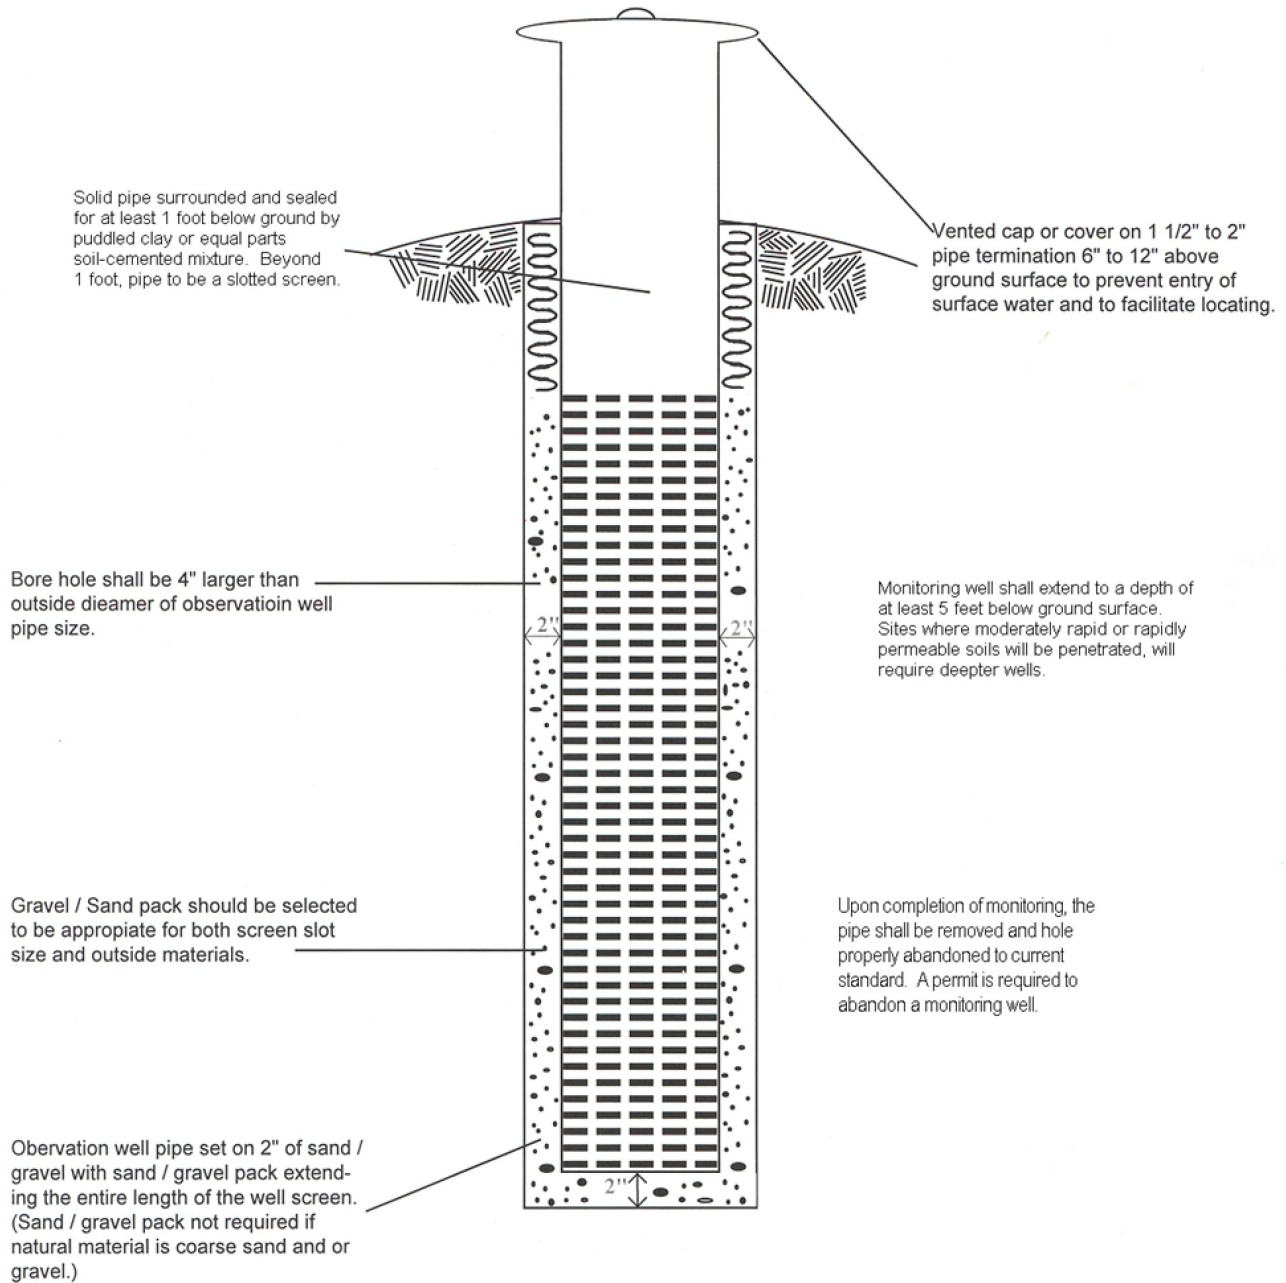 Solid pipe surrounded and sealed
for at least 1 foot below ground by
puddled clay or equal parts
soil-cemented mixture.  Beyond
1 foot, pipe to be a slotted screen.
Vented cap or cover on 1 1/2" to 2"
pipe termination 6" to 12" above
ground surface to prevent entry of
surface water and to facilitate locating.
Bore hole shall be 4" larger than
outside dieamer of observatioin well
pipe size.
2"
2"
Monitoring well shall extend to a depth of
at least 5 feet below ground surface.
Sites where moderately rapid or rapidly
permeable soils will be penetrated, will
require deepter wells.
Gravel / Sand pack should be selected
to be appropiate for both screen slot
size and outside materials.
Upon completion of monitoring, the
pipe shall be removed and hole
properly abandoned to current
standard.  A permit is required to
abandon a monitoring well.
Obervation well pipe set on 2" of sand /
gravel with sand / gravel pack extend-
ing the entire length of the well screen.
(Sand / gravel pack not required if
natural material is coarse sand and or
gravel.)
2"